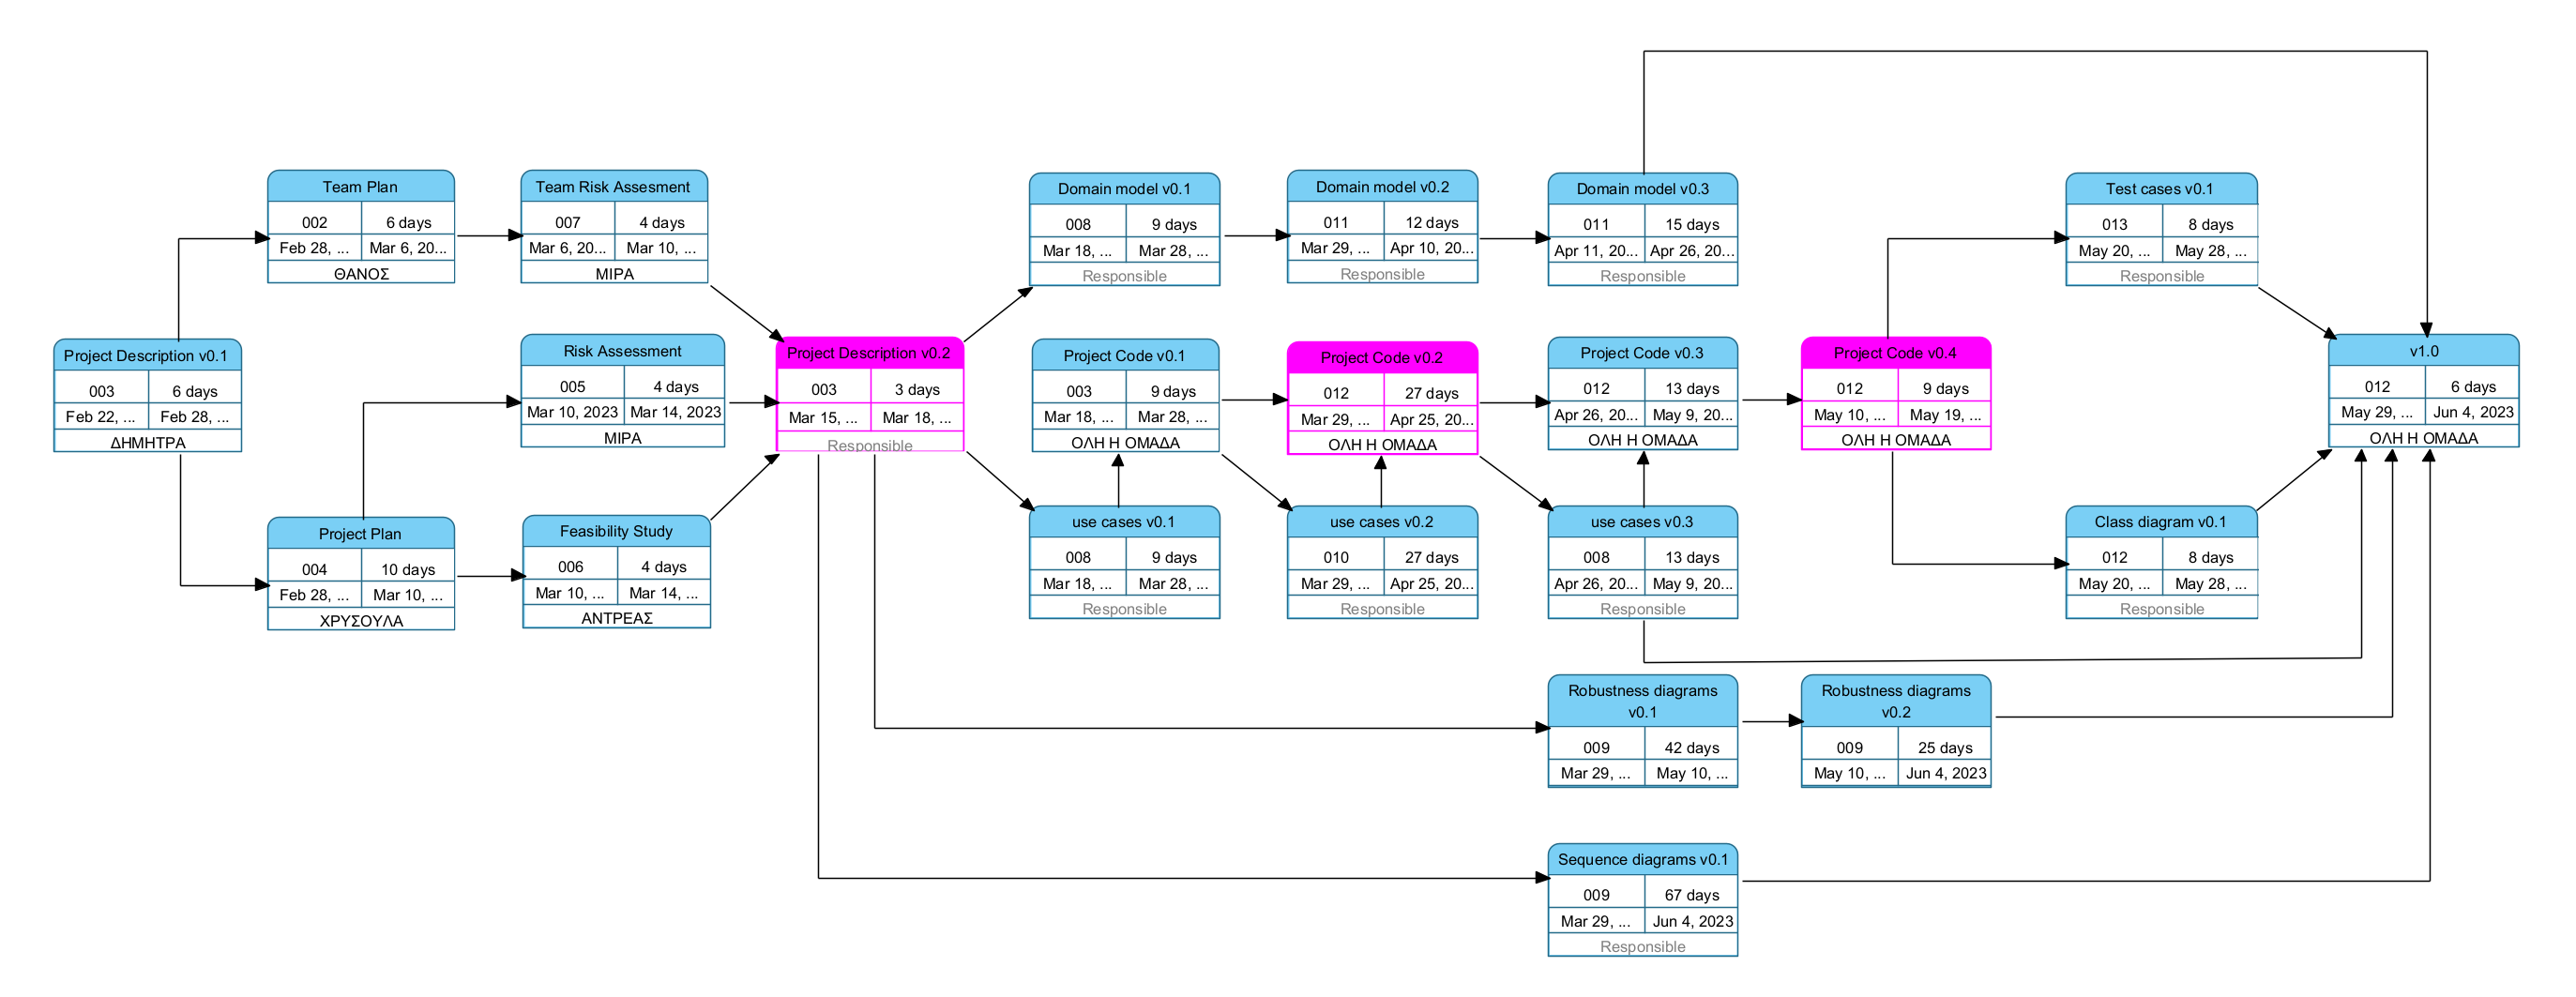 Project Description v0.1
003 6 days
Feb 22, ... Feb 28, ...
ΔΗΜΗΤΡΑ
Team Plan
002 6 days
Feb 28, ... Mar 6, 20...
ΘΑΝΟΣ
Project Plan
004 10 days
Feb 28, ... Mar 10, ...
ΧΡΥΣΟΥΛΑ
Team Risk Assesment
007 4 days
Mar 6, 20... Mar 10, ...
ΜΙΡΑ
Risk Assessment
005 4 days
Mar 10, 2023 Mar 14, 2023
ΜΙΡΑ
Feasibility Study
006 4 days
Mar 10, ... Mar 14, ...
ΑΝΤΡΕΑΣ
Project Description v0.2
003 3 days
Mar 15, ... Mar 18, ...
Responsible
Domain model v0.1
008 9 days
Mar 18, ... Mar 28, ...
Responsible
Project Code v0.1
003 9 days
Mar 18, ... Mar 28, ...
ΟΛΗ Η ΟΜΑΔΑ
use cases v0.1
008 9 days
Mar 18, ... Mar 28, ...
Responsible
Domain model v0.2
011 12 days
Mar 29, ... Apr 10, 20...
Responsible
Project Code v0.2
012 27 days
Mar 29, ... Apr 25, 20...
ΟΛΗ Η ΟΜΑΔΑ
use cases v0.2
010 27 days
Mar 29, ... Apr 25, 20...
Responsible
Domain model v0.3
011 15 days
Apr 11, 20... Apr 26, 20...
Responsible
Project Code v0.3
012 13 days
Apr 26, 20... May 9, 20...
ΟΛΗ Η ΟΜΑΔΑ
use cases v0.3
008 13 days
Apr 26, 20... May 9, 20...
Responsible
Robustness diagrams
v0.1
009 42 days
Mar 29, ... May 10, ...
Sequence diagrams v0.1
009 67 days
Mar 29, ... Jun 4, 2023
Responsible
Project Code v0.4
012 9 days
May 10, ... May 19, ...
ΟΛΗ Η ΟΜΑΔΑ
Robustness diagrams
v0.2
009 25 days
May 10, ... Jun 4, 2023
Test cases v0.1
013 8 days
May 20, ... May 28, ...
Responsible
Class diagram v0.1
012 8 days
May 20, ... May 28, ...
Responsible
v1.0
012 6 days
May 29, ... Jun 4, 2023
ΟΛΗ Η ΟΜΑΔΑ